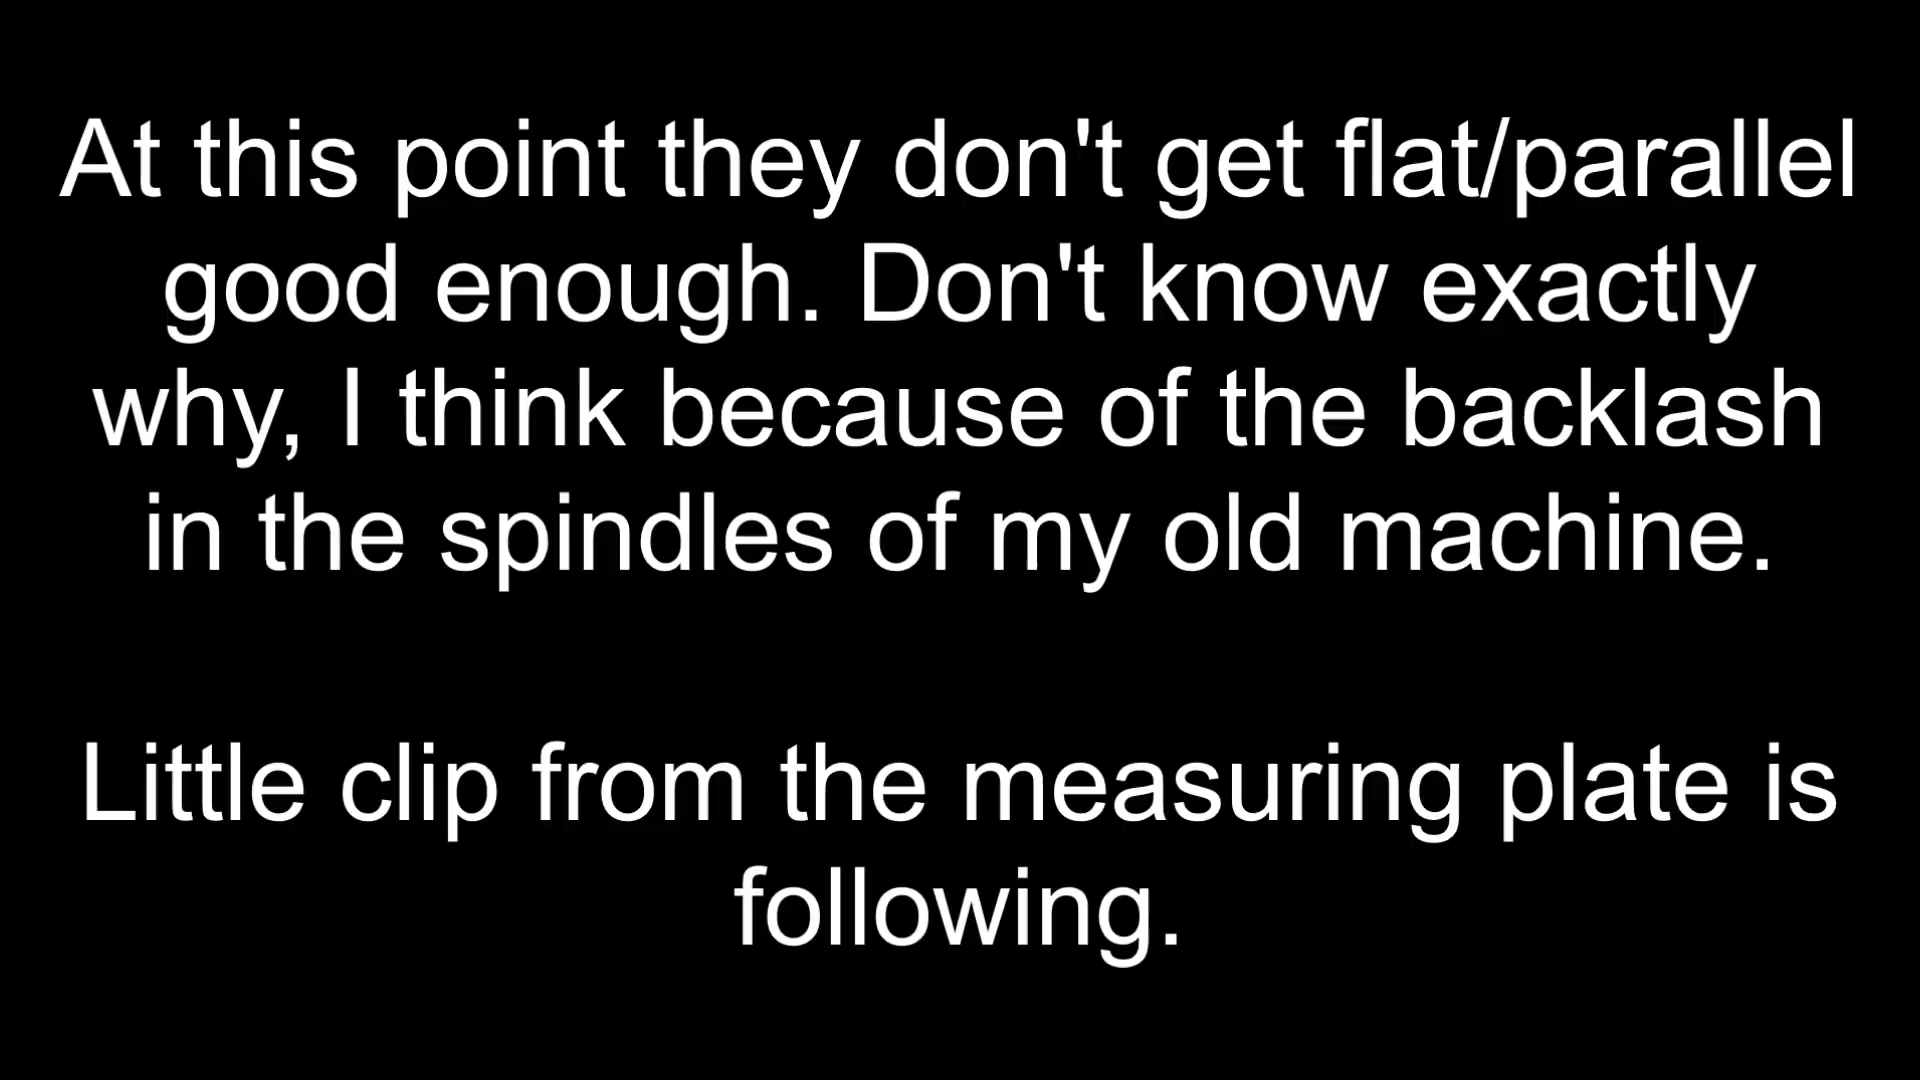 At this point they don't get flat/parallel
good enough. Don't know exactly
why, I think because of the backlash
in the spindles of my old machine.
Little clip from the measuring plate is
following.